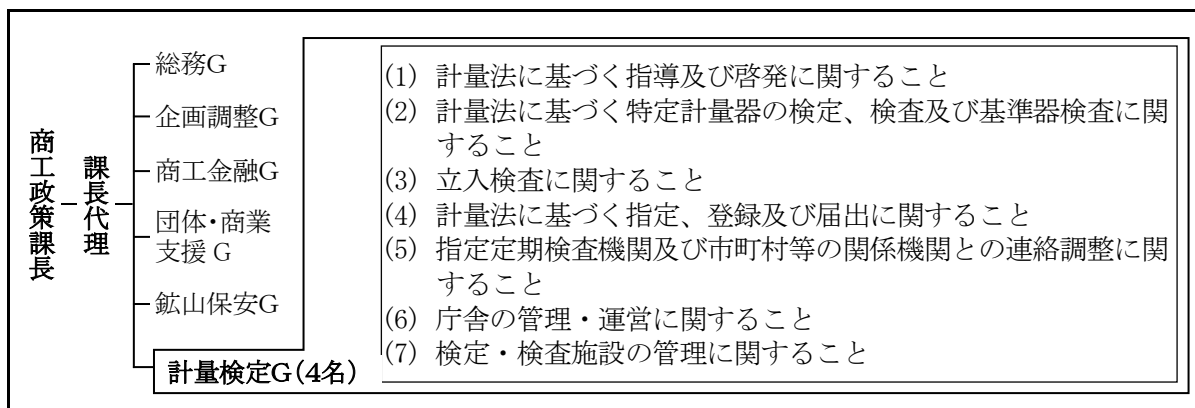 商工政策課長
課長代理
総務G
企画調整G
商工金融G
団体・商業
支援 G
鉱山保安G
計量検定G(4名)
(1) 計量法に基づく指導及び啓発に関すること
(2) 計量法に基づく特定計量器の検定、検査及び基準器検査に関
すること
(3) 立入検査に関すること
(4) 計量法に基づく指定、登録及び届出に関すること
(5) 指定定期検査機関及び市町村等の関係機関との連絡調整に関
すること
(6) 庁舎の管理・運営に関すること
(7) 検定・検査施設の管理に関すること